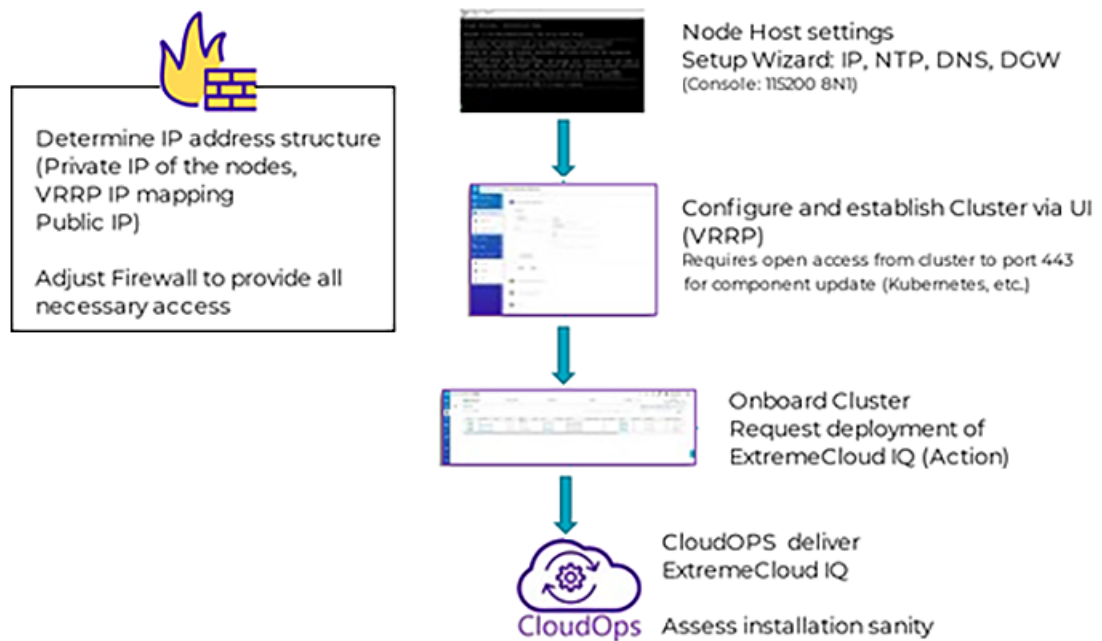 Determine IP address structure
(Private IP of the nodes,
VRRP IP mapping
Public IP)
Adjust Firewall to provide all
necessary access
Node Host settings
Setup Wizard: IP, NTP, DNS, DGW
(Console: 115200 8N1)
Configure and establish Cluster via UI
(VRRP)
Requires open access from cluster to port 443
for component update (Kubernetes, etc.)
Onboard Cluster
Request deployment of
ExtremeCloud IQ (Action)
CloudOPS deliver
ExtremeCloud IQ
CloudOps
Assess installation sanity